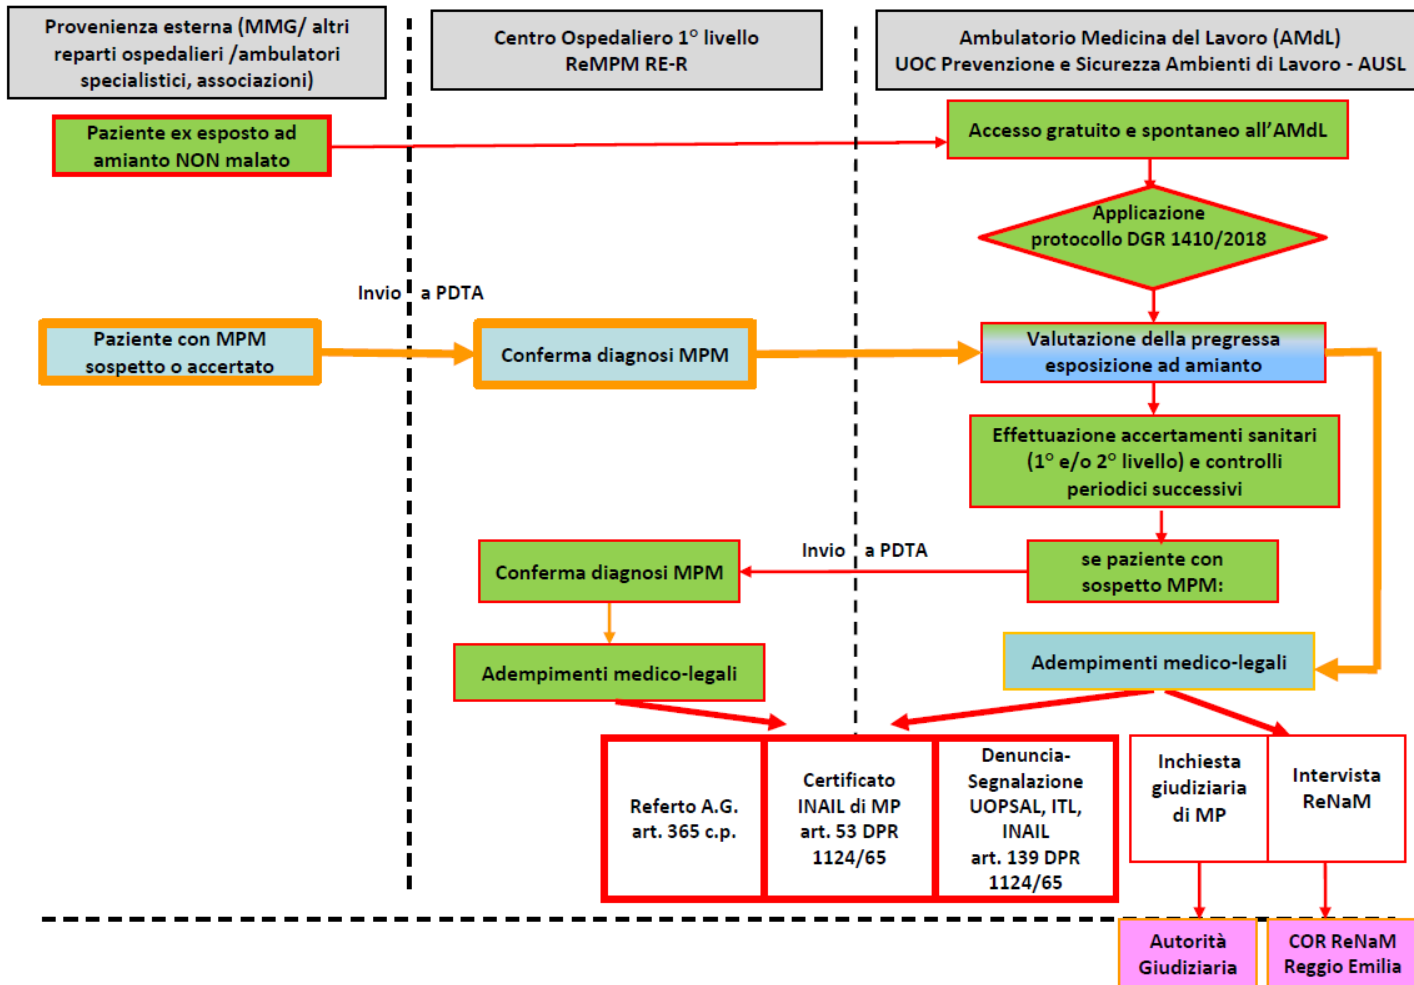 Provenienza esterna (MMG/ altri
reparti ospedalieri /ambulatori
specialistici, associazioni)
Centro Ospedaliero 1° livello
ReMPM RE-R
Ambulatorio Medicina del Lavoro (AMdL)
UOC Prevenzione e Sicurezza Ambienti di Lavoro - AUSL
Paziente ex esposto ad
amianto NON malato
Accesso gratuito e spontaneo all'AMdL
Applicazione
protocollo DGR 1410/2018
Invio a PDTA
Paziente con MPM
sospetto o accertato
Conferma diagnosi MPM
Valutazione della pregressa
esposizione ad amianto
Effettuazione accertamenti sanitari
(1° e/o 2° livello) e controlli
periodici successivi
Invio a PDTA
se paziente con
sospetto MPM:
Conferma diagnosi MPM
Adempimenti medico-legali
Adempimenti medico-legali
Referto A.G.
art. 365 c.p.
Certificato
INAIL di MP
art. 53 DPR
1124/65
Denuncia-
Segnalazione
UOPSAL, ITL,
INAIL
art. 139 DPR
1124/65
Inchiesta
giudiziaria
di MP
Intervista
ReNaM
Autorità
Giudiziaria
COR ReNaM
Reggio Emilia